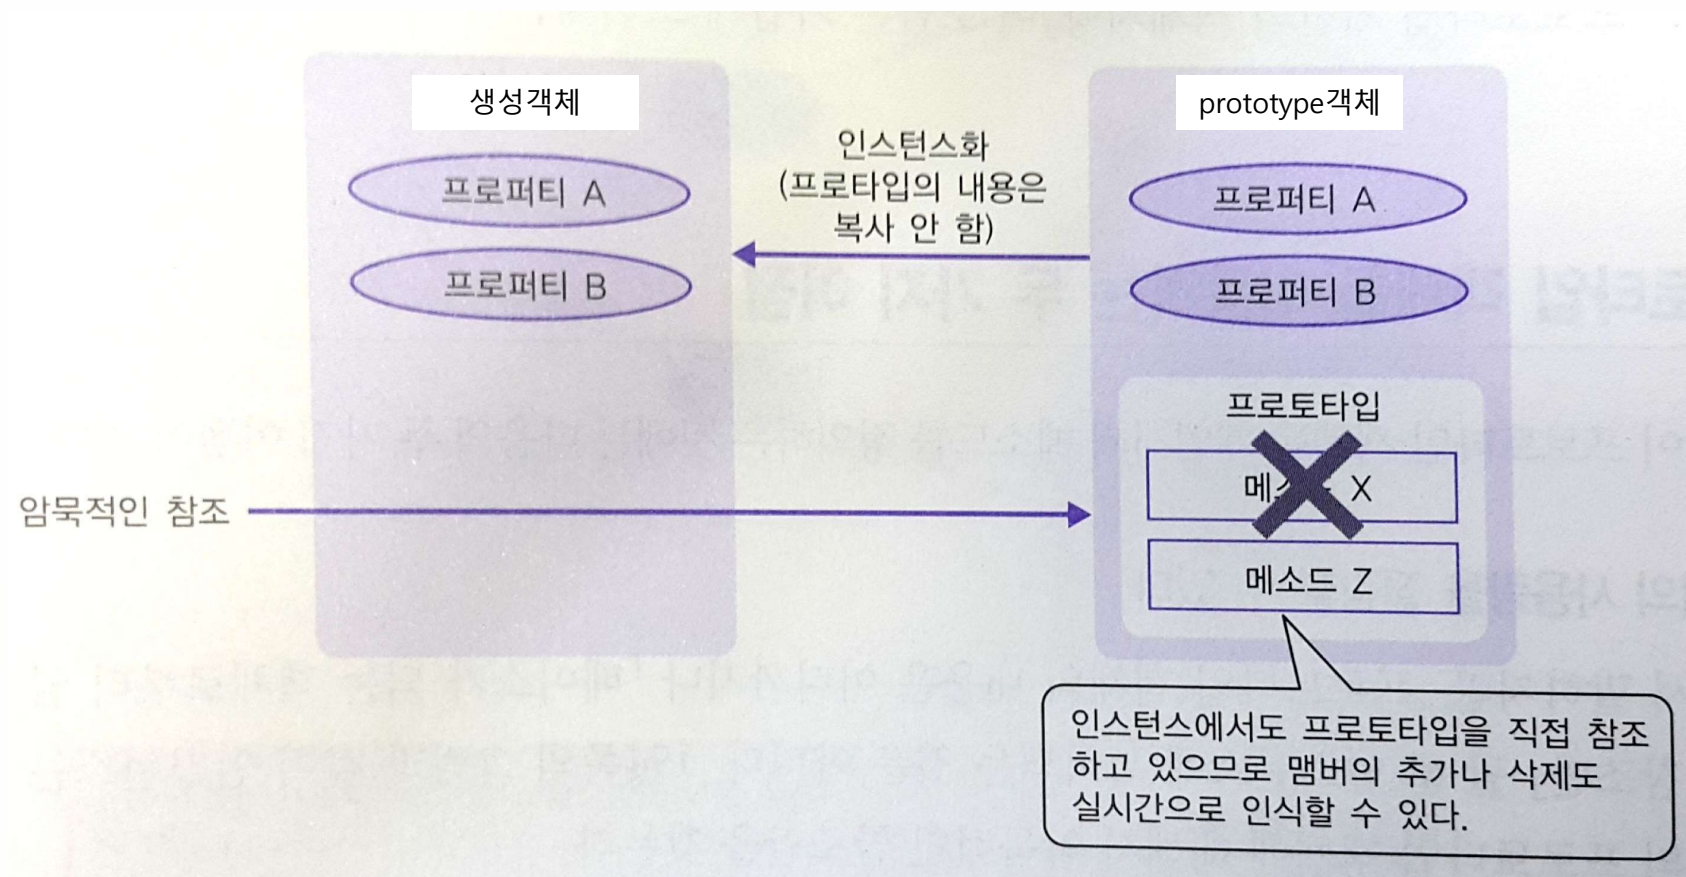 생성객체
prototype객체
프로퍼티 A
프로퍼티 B
인스턴스화
(프로타입의 내용은
복사 안 함)
프로퍼티 A
프로퍼티 B
프로토타입
X
메소드 Z
암묵적인 참조
인스턴스에서도 프로토타입을 직접 참조
하고 있으므로 맴버의 추가나 삭제도
실시간으로 인식할 수 있다.